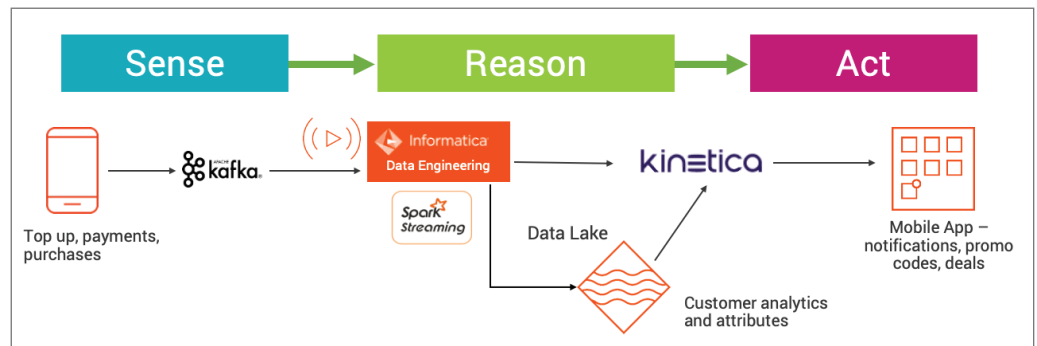 Sense
Reason
Act
Informatica
Data Engineering
APACHE
kafka®
kinetica
Spark
Streaming
Top up, payments,
purchases
Data Lake
Mobile App –
notifications, promo
codes, deals
Customer analytics
and attributes